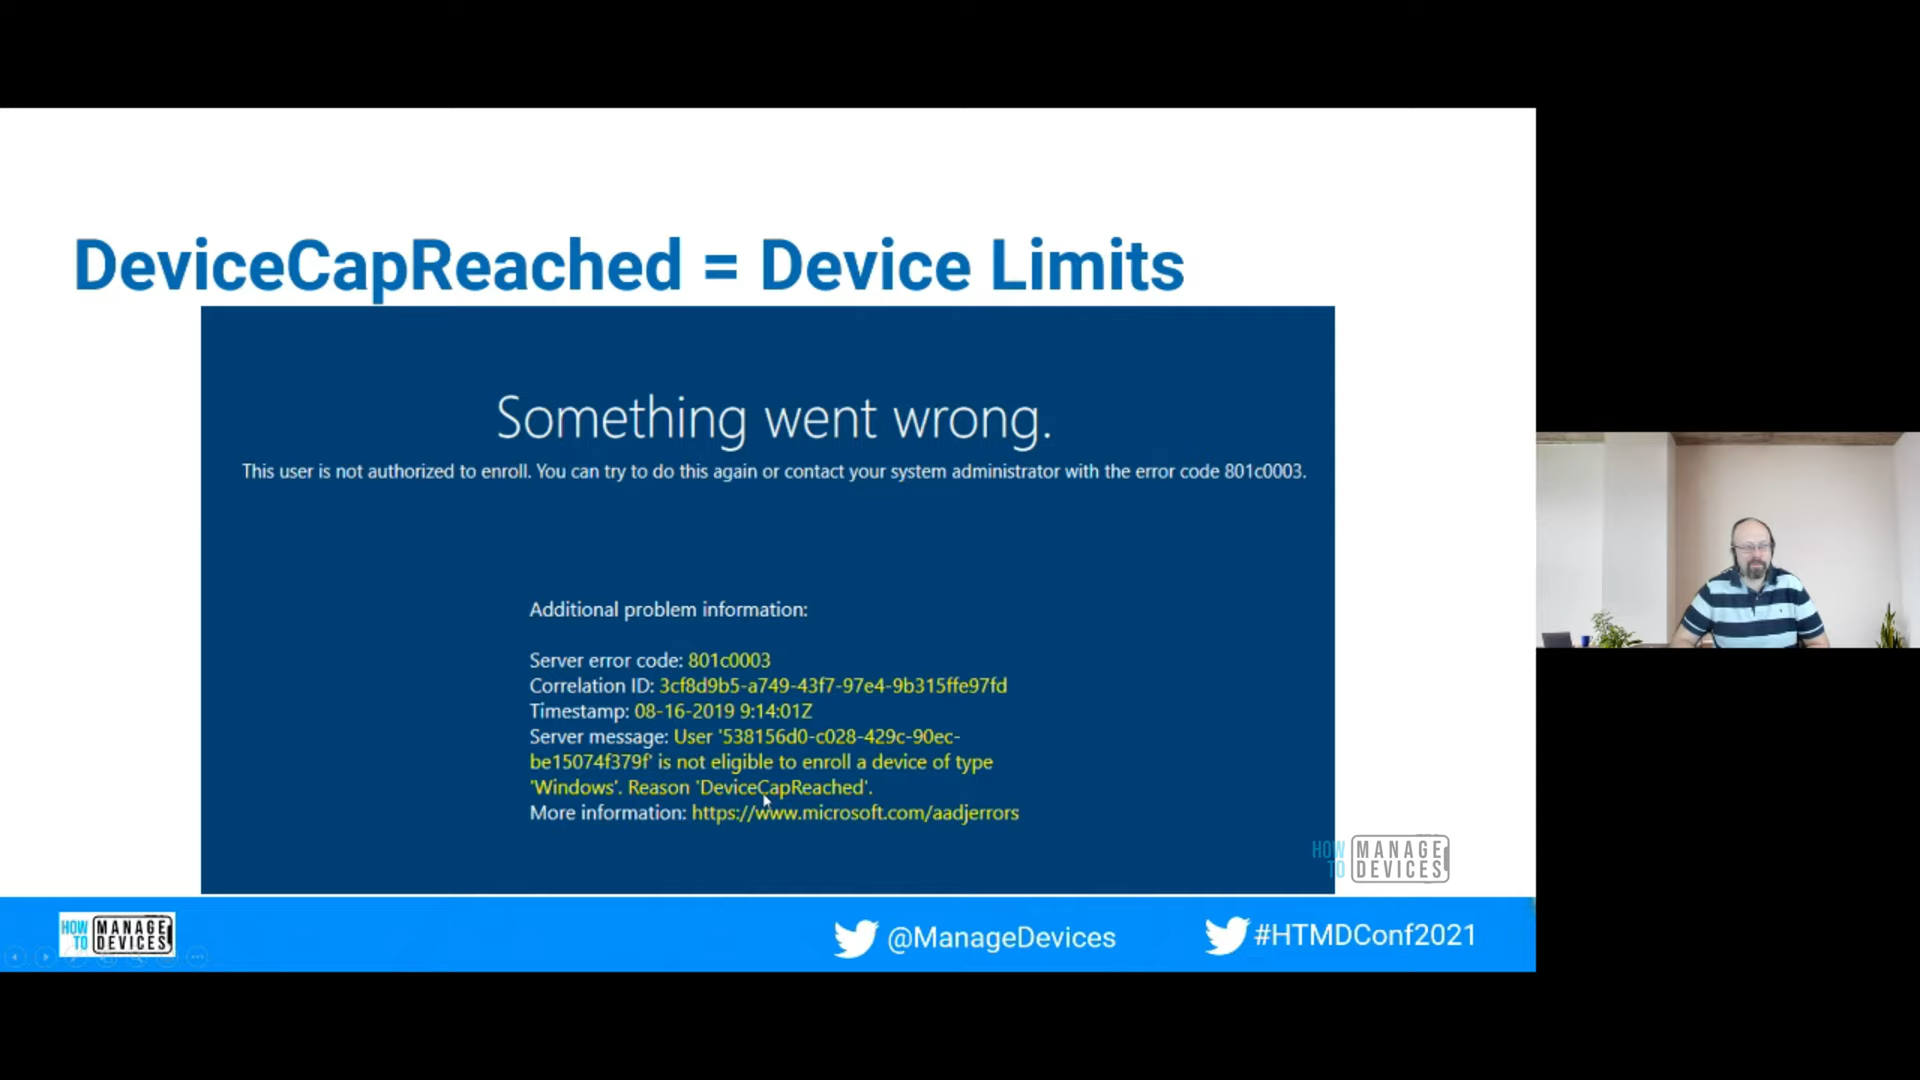 DeviceCapReached = Device Limits
Something went wrong.
This user is not authorized to enroll. You can try to do this again or contact your system administrator with the error code 801c0003.
Additional problem information:
Server error code: 801c0003
Correlation ID: 3cf8d9b5-a749-43f7-97e4-9b315ffe97fd
Timestamp: 08-16-2019 9:14:01Z
Server message: User '538156d0-c028-429c-90ec-
be15074f379f' is not eligible to enroll a device of type
'Windows'. Reason 'DeviceCapReached'.
More information: https://www.microsoft.com/aadjerrors
HOW TO MANAGE DEVICES
HOW TO MANAGE DEVICES
@ManageDevices
#HTMDConf2021